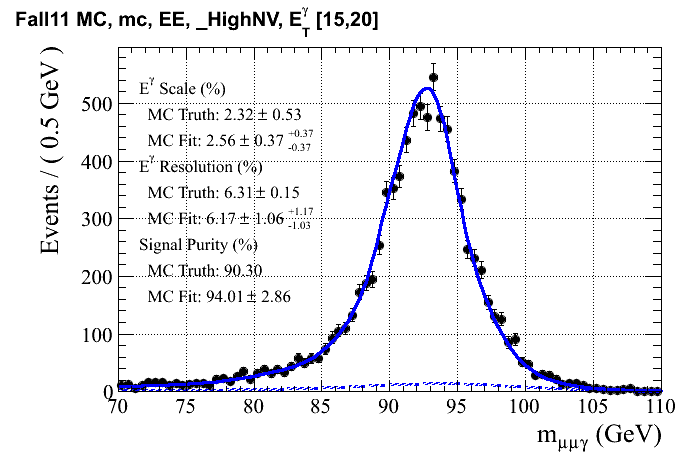 Fall11 MC, mc, EE, _HighNV, E_T^γ [15,20]
Events / ( 0.5 GeV )
E^γ Scale (%)
MC Truth: 2.32 ± 0.53
MC Fit: 2.56 ± 0.37 +0.37 -0.37
E^γ Resolution (%)
MC Truth: 6.31 ± 0.15
MC Fit: 6.17 ± 1.06 +1.17 -1.03
Signal Purity (%)
MC Truth: 90.30
MC Fit: 94.01 ± 2.86
500
400
300
200
100
0
70 75 80 85 90 95 100 105 110
m_μμγ (GeV)